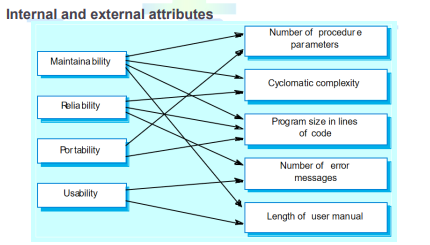 Internal and external attributes
Maintainability
Reliability
Portability
Usability
Number of procedure
parameters
Cyclomatic complexity
Program size in lines
of code
Number of error
messages
Length of user manual